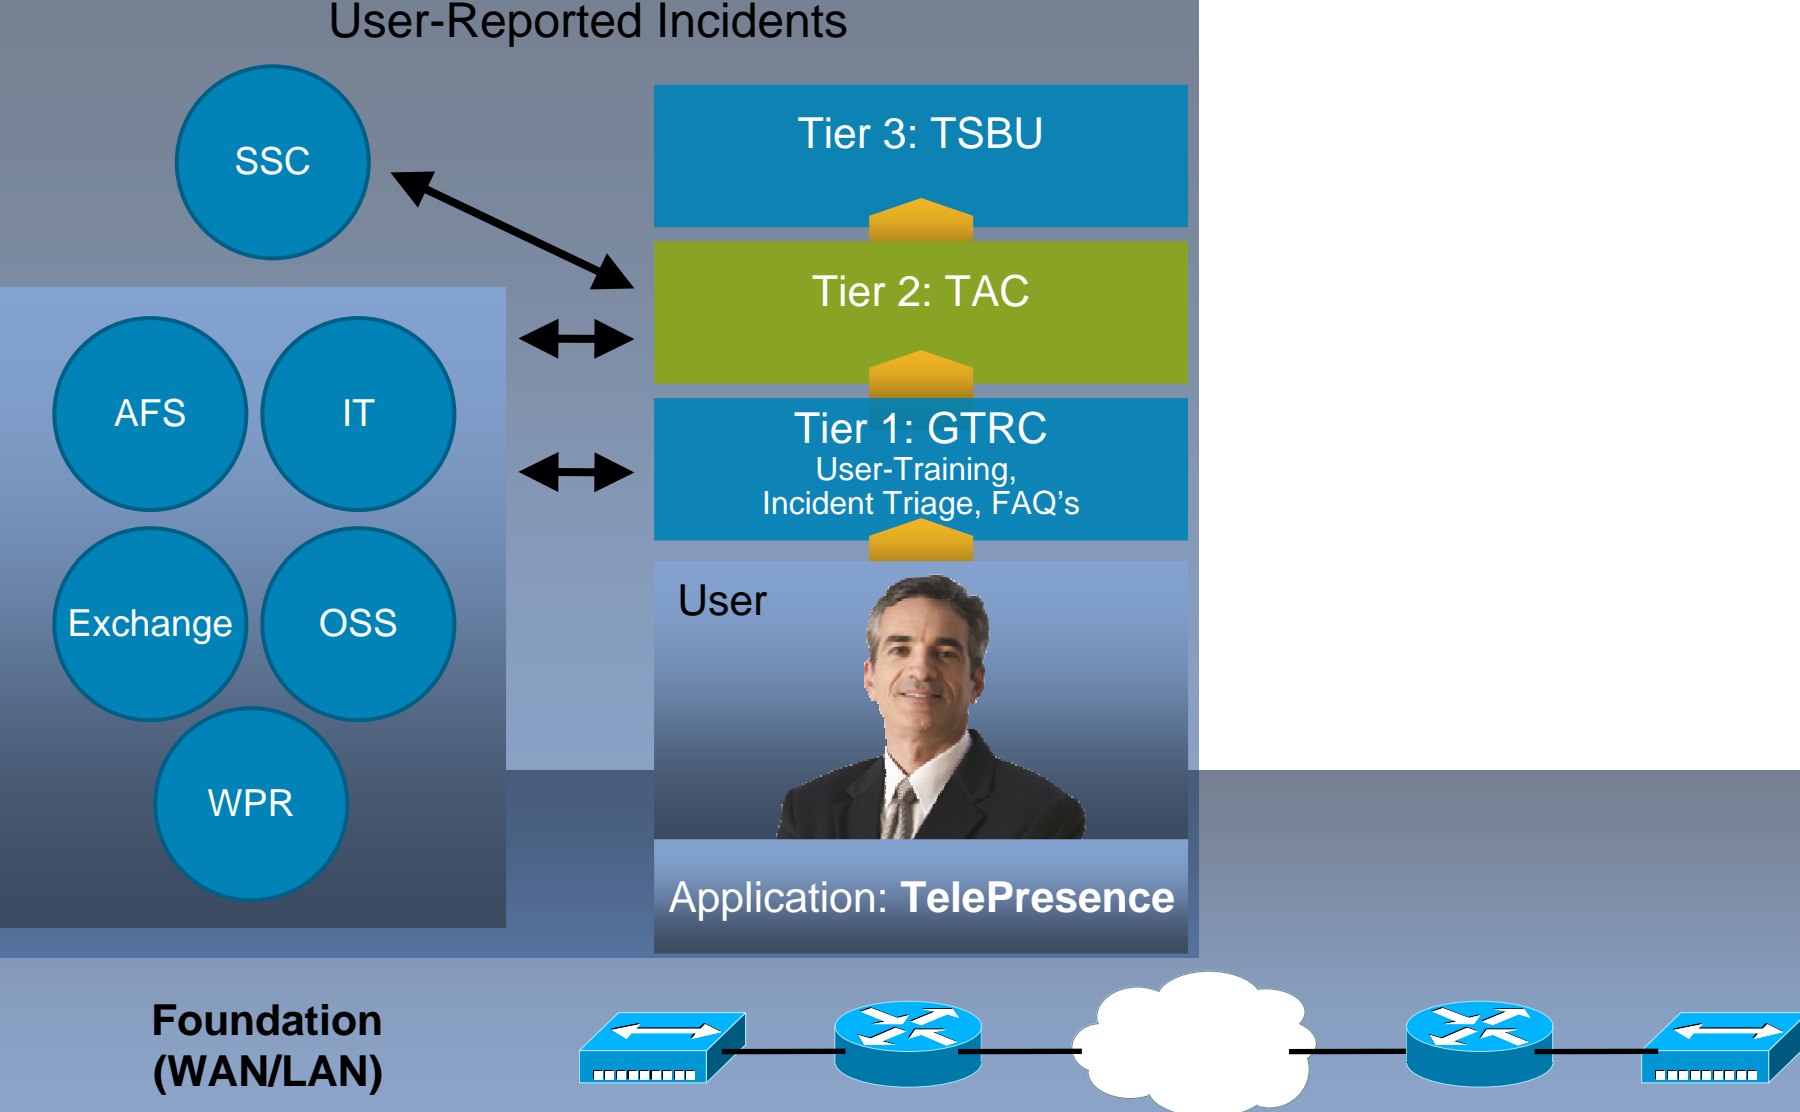 User-Reported Incidents
SSC
Tier 3: TSBU
Tier 2: TAC
AFS
IT
Tier 1: GTRC
User-Training,
Incident Triage, FAQ's
Exchange
OSS
User
WPR
Application: TelePresence
Foundation
(WAN/LAN)